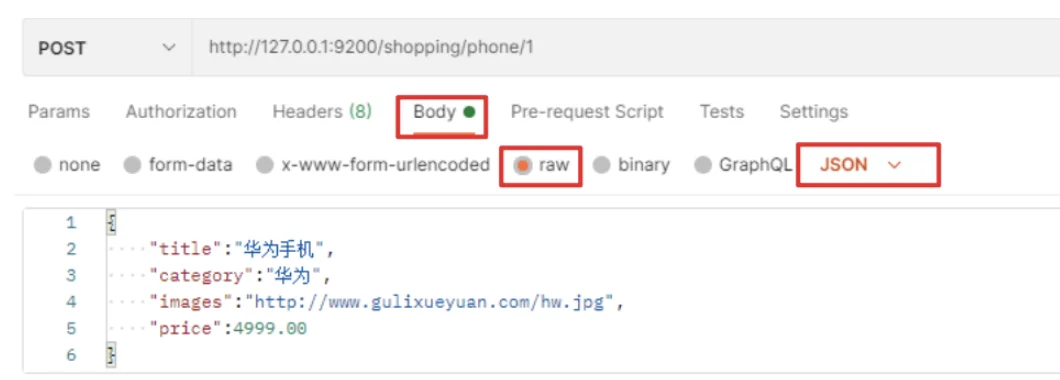 POST http://127.0.0.1:9200/shopping/phone/1
Params Authorization Headers (8) Body Pre-request Script Tests Settings
none form-data x-www-form-urlencoded raw binary GraphQL JSON
1 {
2 "title":"华为手机",
3 "category":"华为",
4 "images":"http://www.gulixueyuan.com/hw.jpg",
5 "price":4999.00
6 }